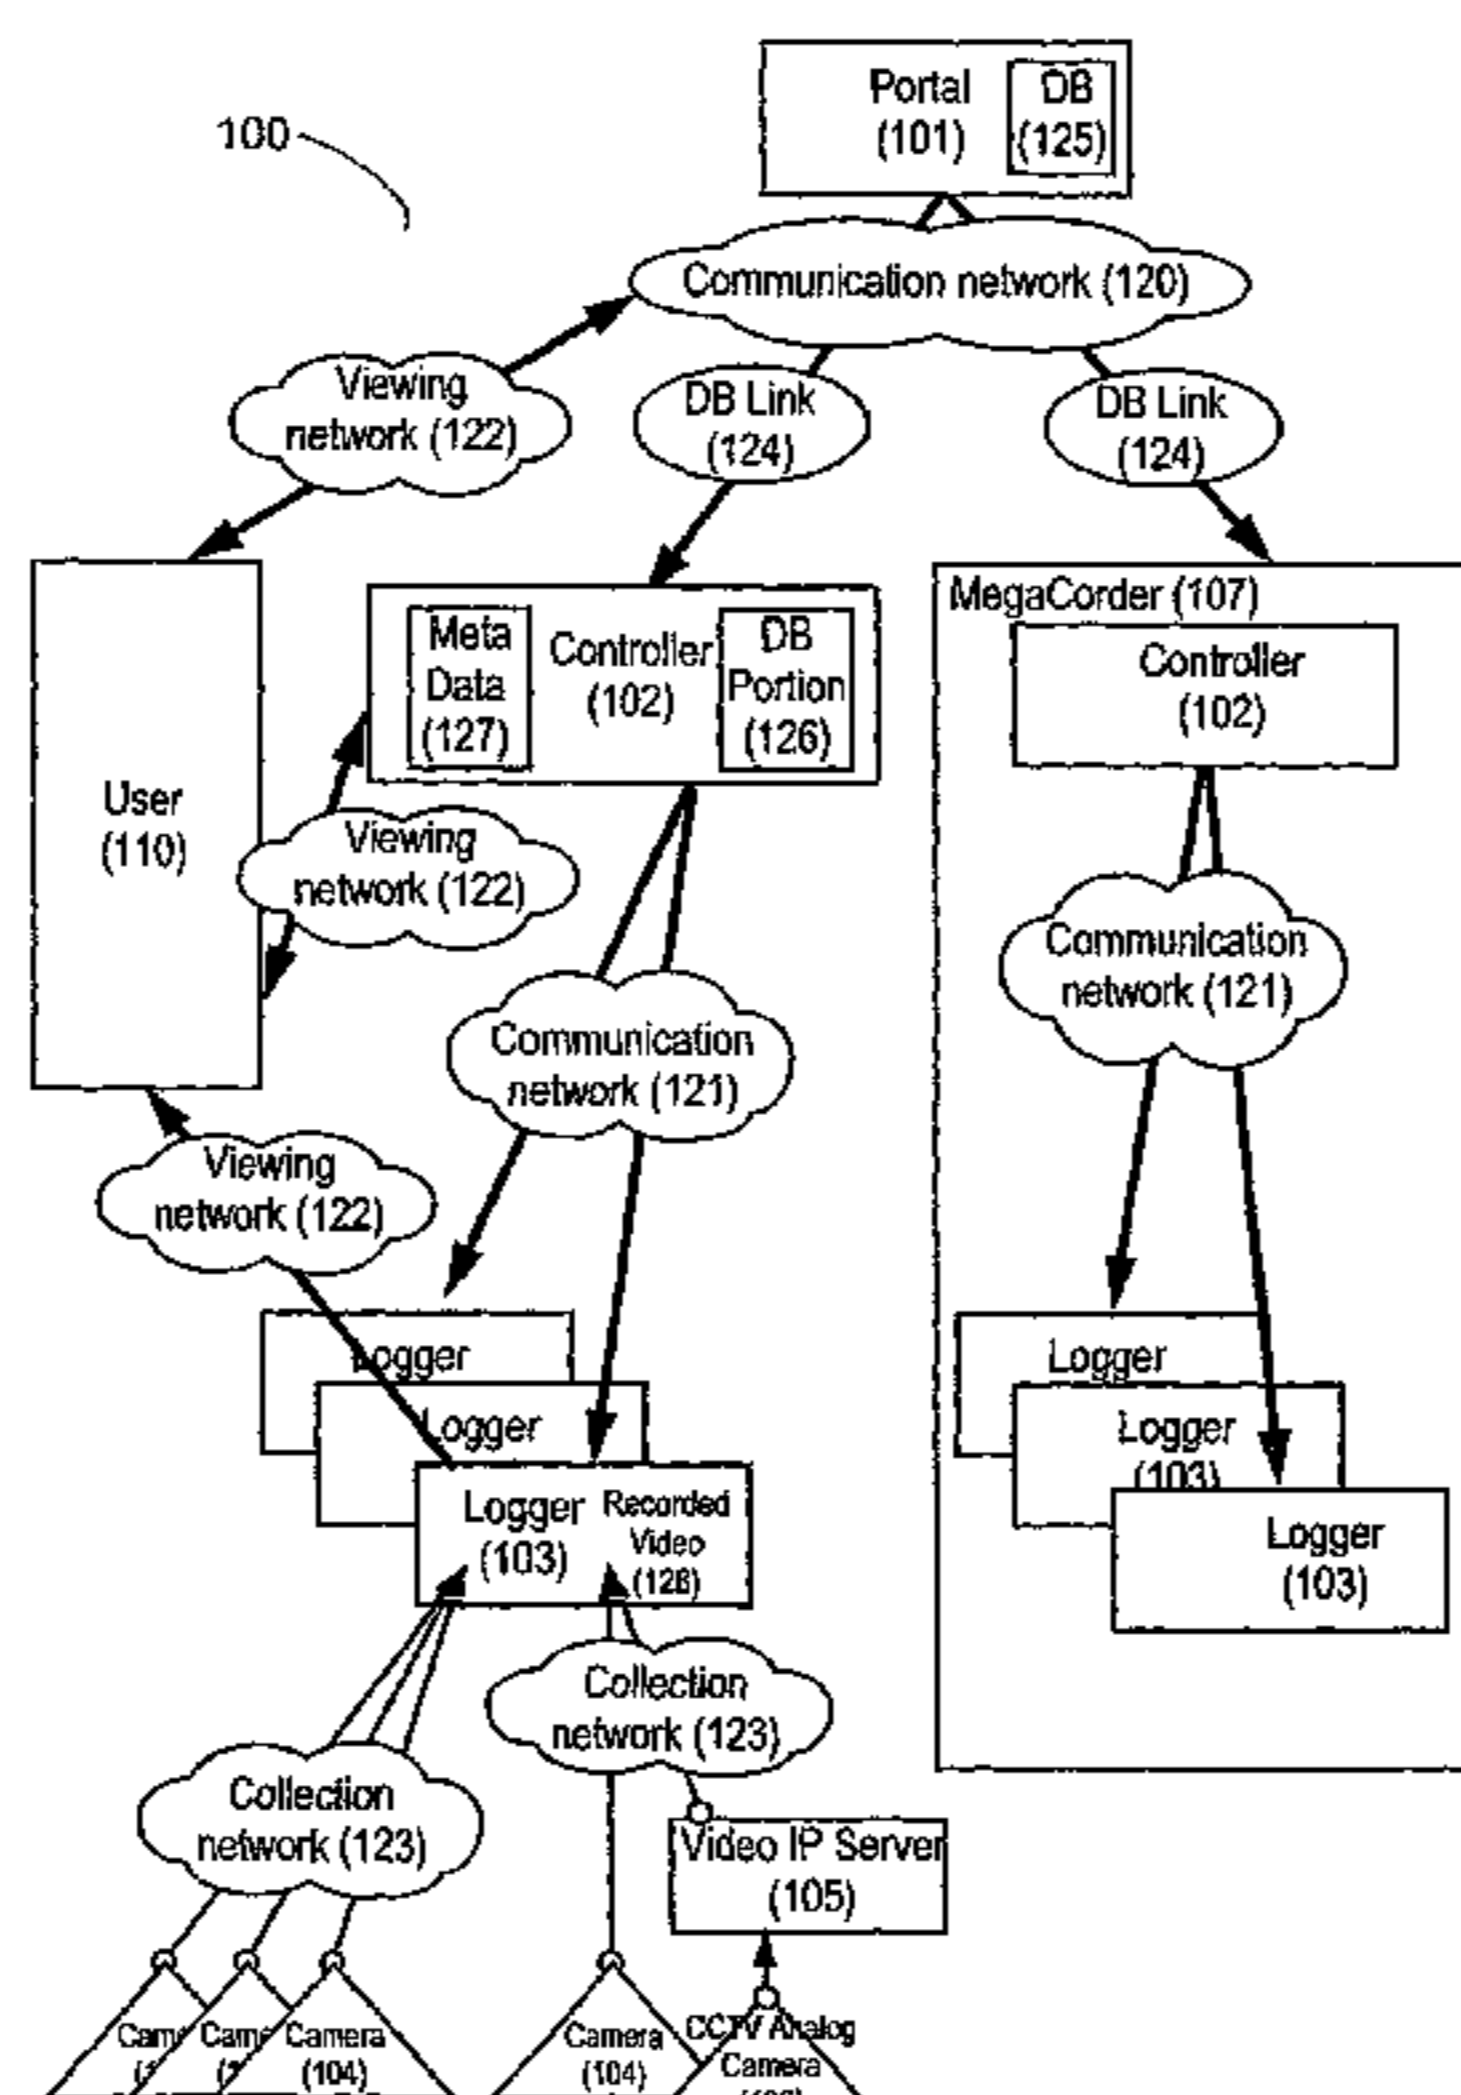 100
Portal
(101)
DB
(125)
Communication network (120)
Viewing
network (122)
DB Link
(124)
DB Link
(124)
User
(110)
Meta
Data
(127)
Controller
(102)
DB
Portion
(126)
MegaCorder (107)
Controller
(102)
Viewing
network (122)
Communication
network (121)
Communication
network (121)
Viewing
network (122)
Logger
Logger
Logger
(103)
Recorded
Video
(128)
Logger
Logger
(103)
Logger
(103)
Collection
network (123)
Collection
network (123)
Video IP Server
(105)
Camera
(104)
Camera
(104)
CCTV Analog
Camera